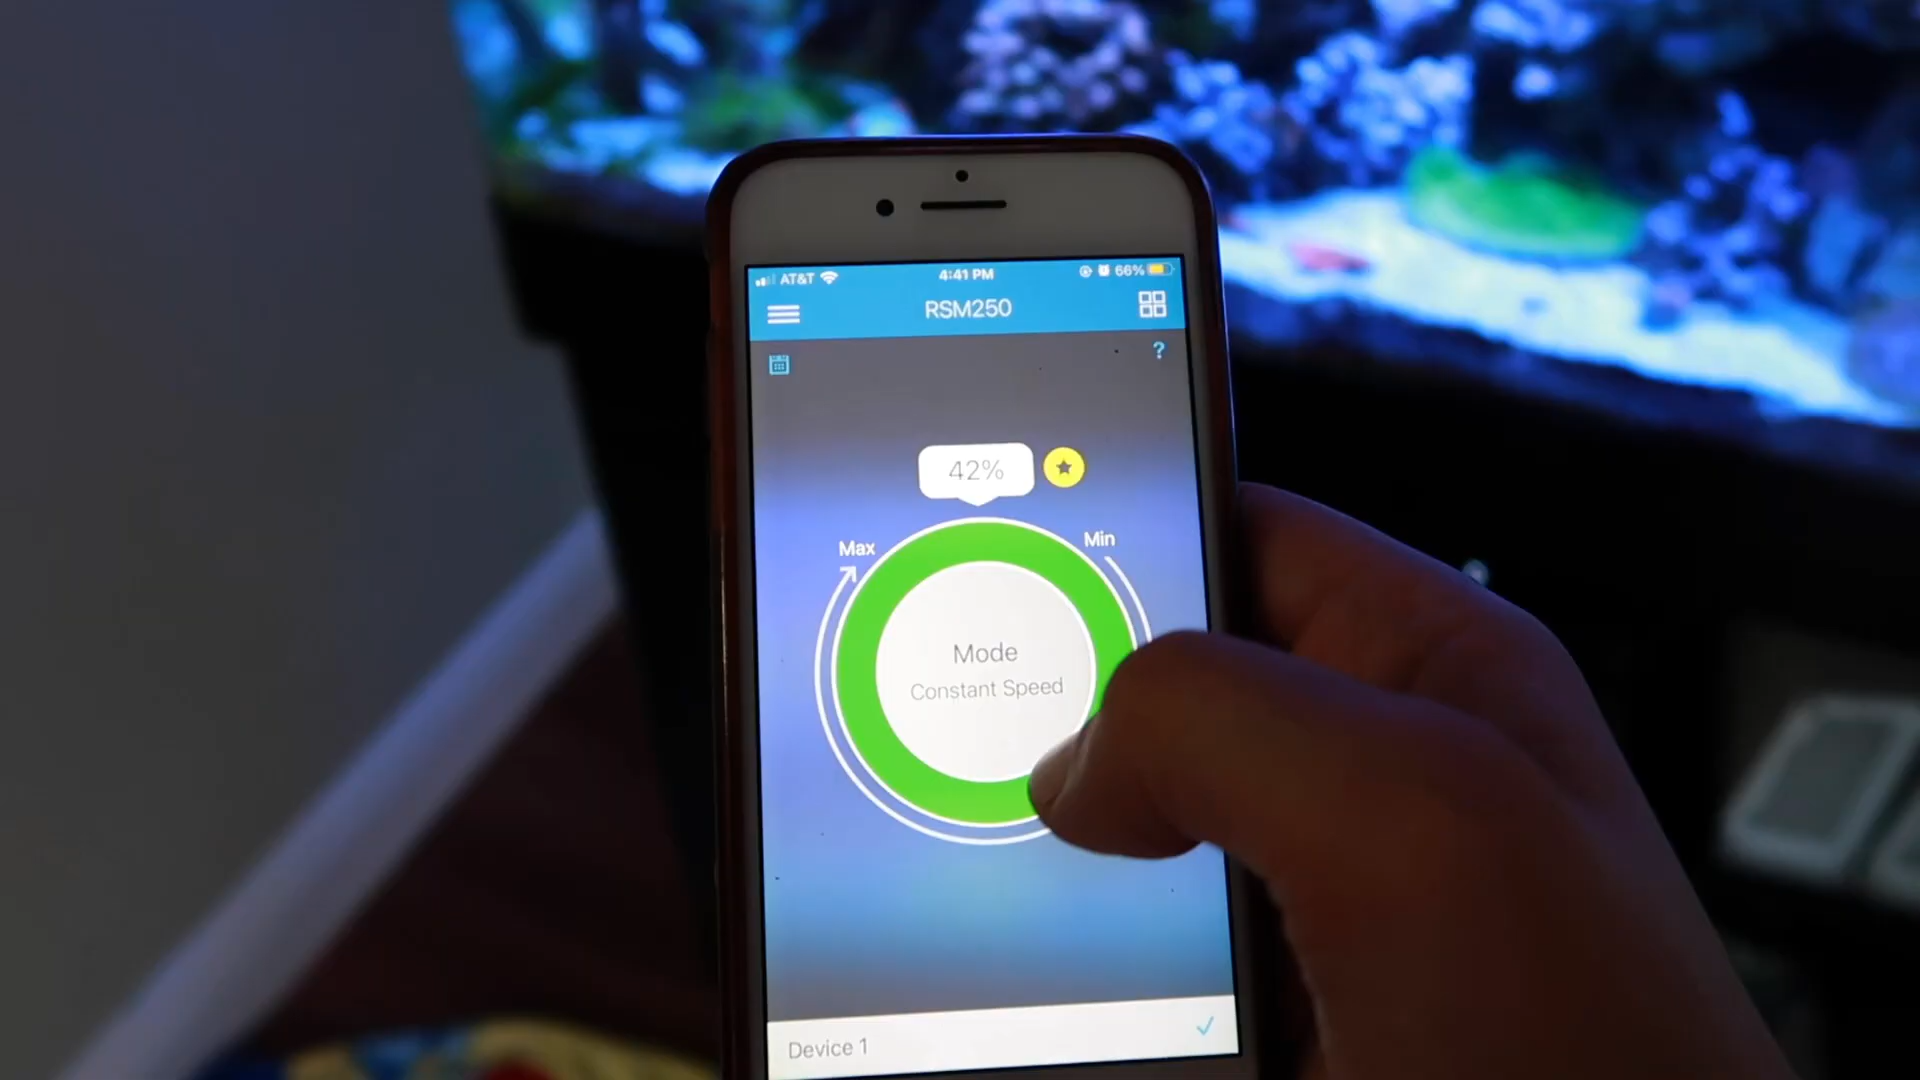 AT&T 4:41 PM 66%
RSM250
?
42%
Max Min
Mode
Constant Speed
Device 1